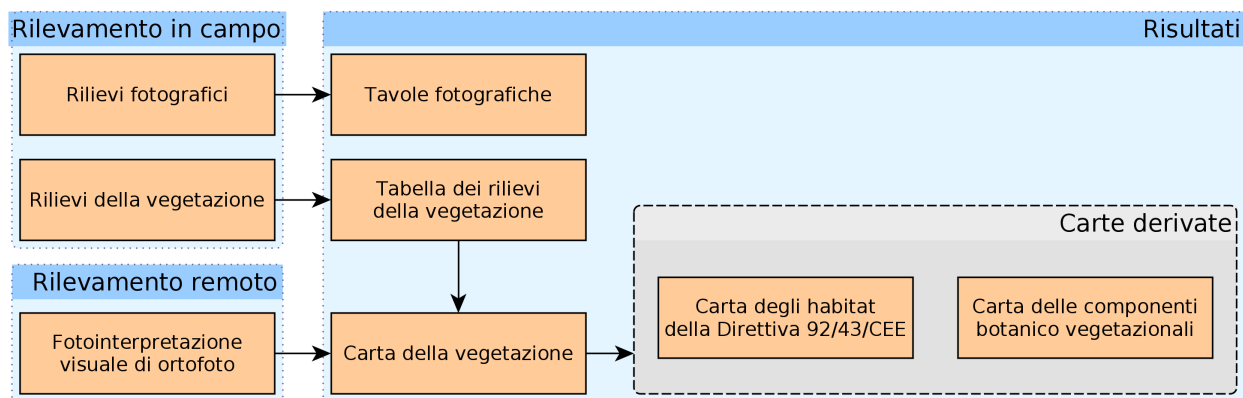 Rilevamento in campo
Risultati
Rilievi fotografici
Tavole fotografiche
Rilievi della vegetazione
Tabella dei rilievi
della vegetazione
Carte derivate
Rilevamento remoto
Carta degli habitat
della Direttiva 92/43/CEE
Carta delle componenti
botanico vegetazionali
Fotointerpretazione
visuale di ortofoto
Carta della vegetazione